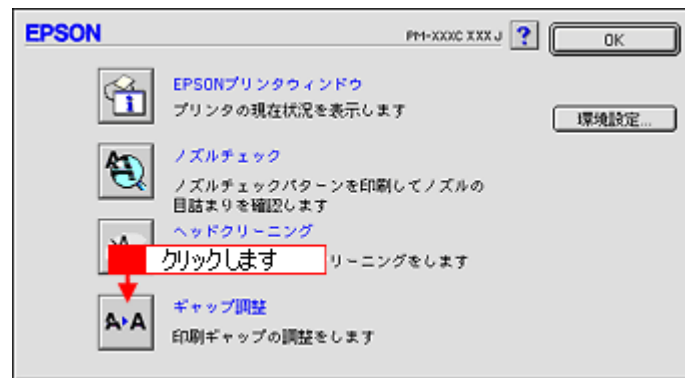 EPSON
PM-XXXC XXX J
?
OK
EPSONプリンタウィンドウ
プリンタの現在状況を表示します
環境設定...
ノズルチェック
ノズルチェックパターンを印刷してノズルの
目詰まりを確認します
ヘッドクリーニング
クリックします
リーニングをします
ギャップ調整
A▸A
印刷ギャップの調整をします